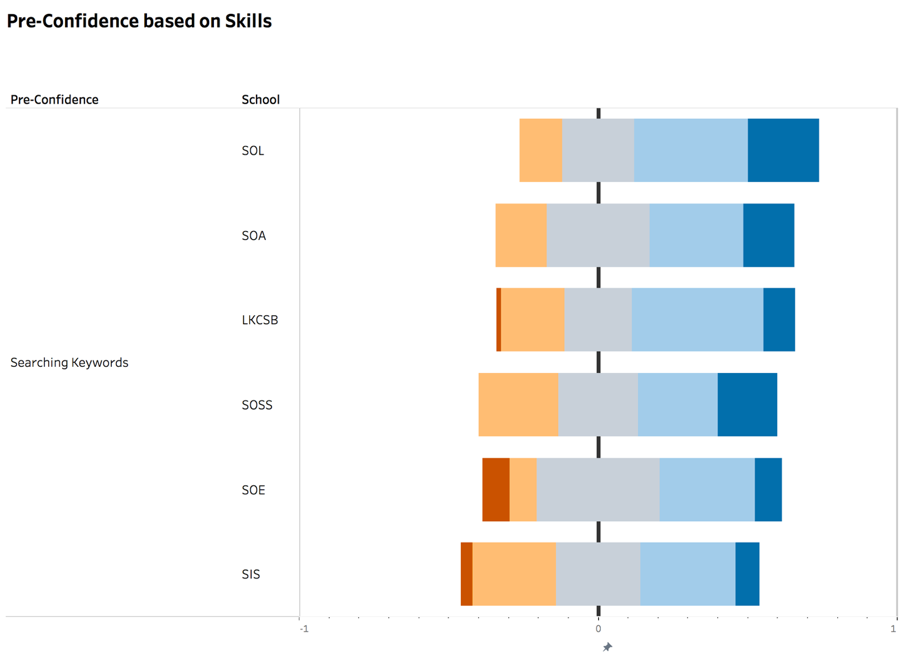 Pre-Confidence based on Skills
Pre-Confidence School
SOL
SOA
LKCSB
Searching Keywords
SOSS
SOE
SIS
-1 0 1